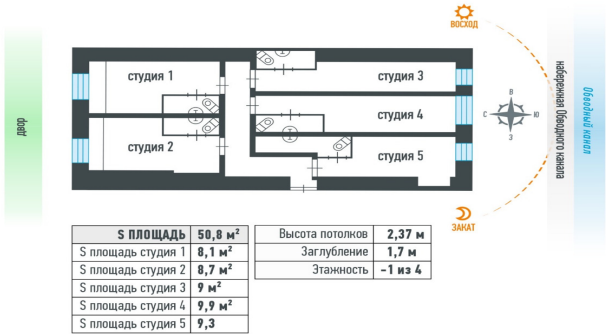 ВОСХОД
двор
набережная Обводного канала
Обводный канал
студия 1
студия 2
студия 3
студия 4
студия 5
В
С
Ю
З
ЗАКАТ
S ПЛОЩАДЬ 50,8 м²
S площадь студия 1 8,1 м²
S площадь студия 2 8,7 м²
S площадь студия 3 9 м²
S площадь студия 4 9,9 м²
S площадь студия 5 9,3
Высота потолков 2,37 м
Заглубление 1,7 м
Этажность -1 из 4